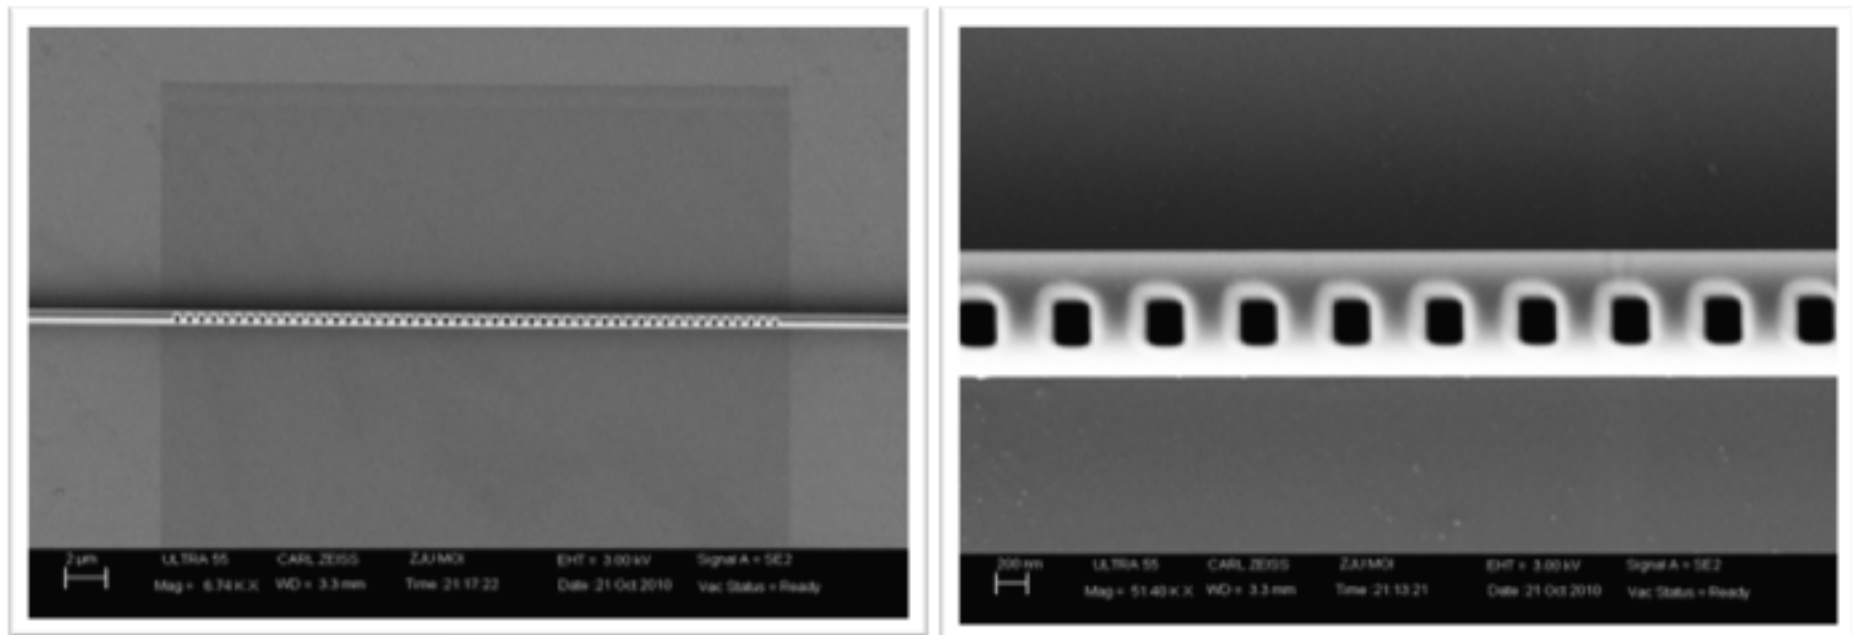 2 µm ULTRA 55 CARL ZEISS ZJU MOI EHT = 3.00 kV Signal A = SE2
Mag = 6.74 K X WD = 3.3 mm Time :21:17:22 Date :21 Oct 2010 Vac Status = Ready
200 nm ULTRA 55 CARL ZEISS ZJU MOI EHT = 3.00 kV Signal A = SE2
Mag = 51.40 K X WD = 3.3 mm Time :21:13:21 Date :21 Oct 2010 Vac Status = Ready